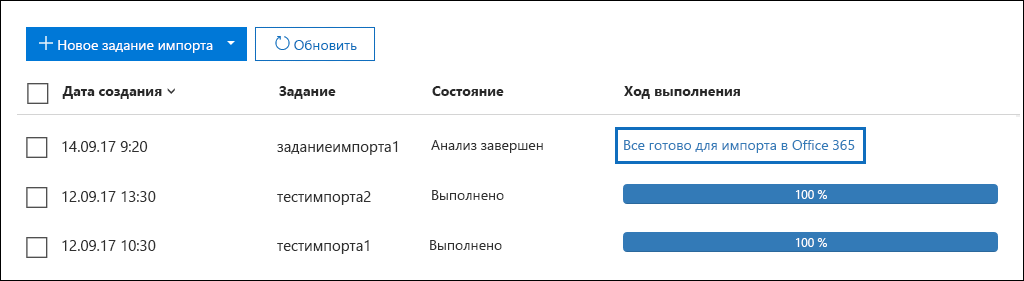 Новое задание импорта Обновить
Дата создания Задание Состояние Ход выполнения
14.09.17 9:20 заданиеимпорта1 Анализ завершен Все готово для импорта в Office 365
12.09.17 13:30 тестимпорта2 Выполнено 100 %
12.09.17 10:30 тестимпорта1 Выполнено 100 %